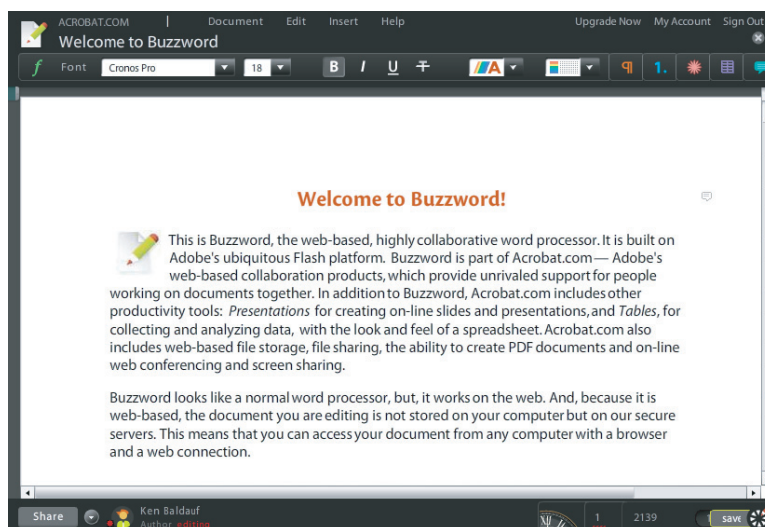 ACROBAT.COM | Document Edit Insert Help Upgrade Now My Account Sign Out
Welcome to Buzzword
f Font Cronos Pro 18 B I U T A ¶ 1.
Welcome to Buzzword!
This is Buzzword, the web-based, highly collaborative word processor. It is built on
Adobe's ubiquitous Flash platform. Buzzword is part of Acrobat.com — Adobe's
web-based collaboration products, which provide unrivaled support for people
working on documents together. In addition to Buzzword, Acrobat.com includes other
productivity tools: Presentations for creating on-line slides and presentations, and Tables, for
collecting and analyzing data, with the look and feel of a spreadsheet. Acrobat.com also
includes web-based file storage, file sharing, the ability to create PDF documents and on-line
web conferencing and screen sharing.
Buzzword looks like a normal word processor, but, it works on the web. And, because it is
web-based, the document you are editing is not stored on your computer but on our secure
servers. This means that you can access your document from any computer with a browser
and a web connection.
Share Ken Baldauf 1 2139 save
Author editing